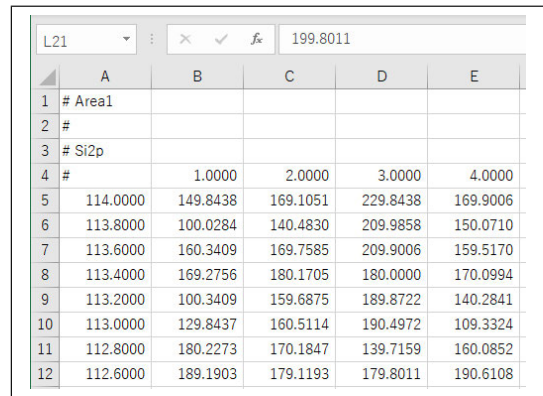 L21 fx 199.8011
A B C D E
1 # Area1
2 #
3 # Si2p
4 # 1.0000 2.0000 3.0000 4.0000
5 114.0000 149.8438 169.1051 229.8438 169.9006
6 113.8000 100.0284 140.4830 209.9858 150.0710
7 113.6000 160.3409 169.7585 209.9006 159.5170
8 113.4000 169.2756 180.1705 180.0000 170.0994
9 113.2000 100.3409 159.6875 189.8722 140.2841
10 113.0000 129.8437 160.5114 190.4972 109.3324
11 112.8000 180.2273 170.1847 139.7159 160.0852
12 112.6000 189.1903 179.1193 179.8011 190.6108